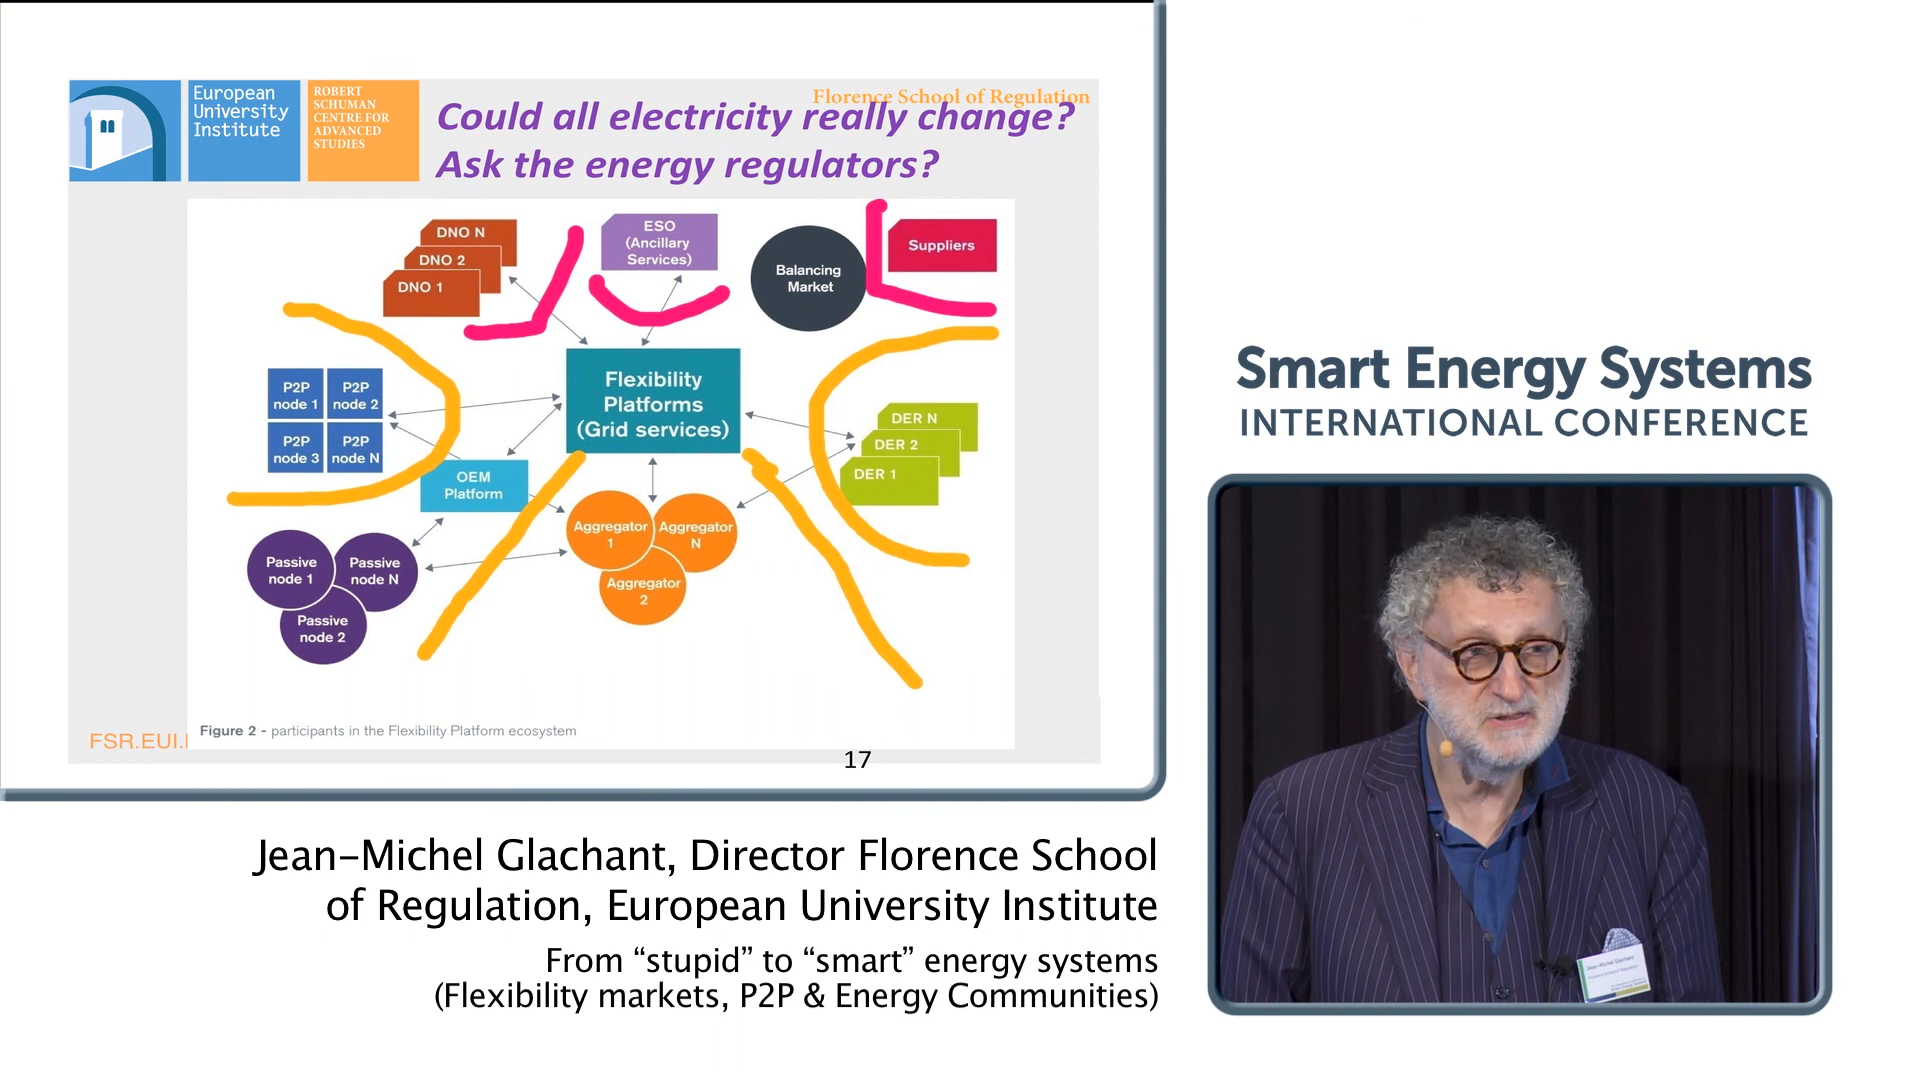 European
University
Institute
ROBERT
SCHUMAN
CENTRE FOR
ADVANCED
STUDIES
Florence School of Regulation
Could all electricity really change?
Ask the energy regulators?
DNO N
DNO 2
DNO 1
ESO
(Ancillary
Services)
Balancing
Market
Suppliers
P2P
node 1
P2P
node 2
P2P
node 3
P2P
node N
Flexibility
Platforms
(Grid services)
DER N
DER 2
DER 1
OEM
Platform
Aggregator
1
Aggregator
N
Aggregator
2
Passive
node 1
Passive
node N
Passive
node 2
Figure 2 - participants in the Flexibility Platform ecosystem
FSR.EUI.
17
Smart Energy Systems
INTERNATIONAL CONFERENCE
Jean-Michel Glachant, Director Florence School
of Regulation, European University Institute
From “stupid” to “smart” energy systems
(Flexibility markets, P2P & Energy Communities)
Jean-Michel Glachant